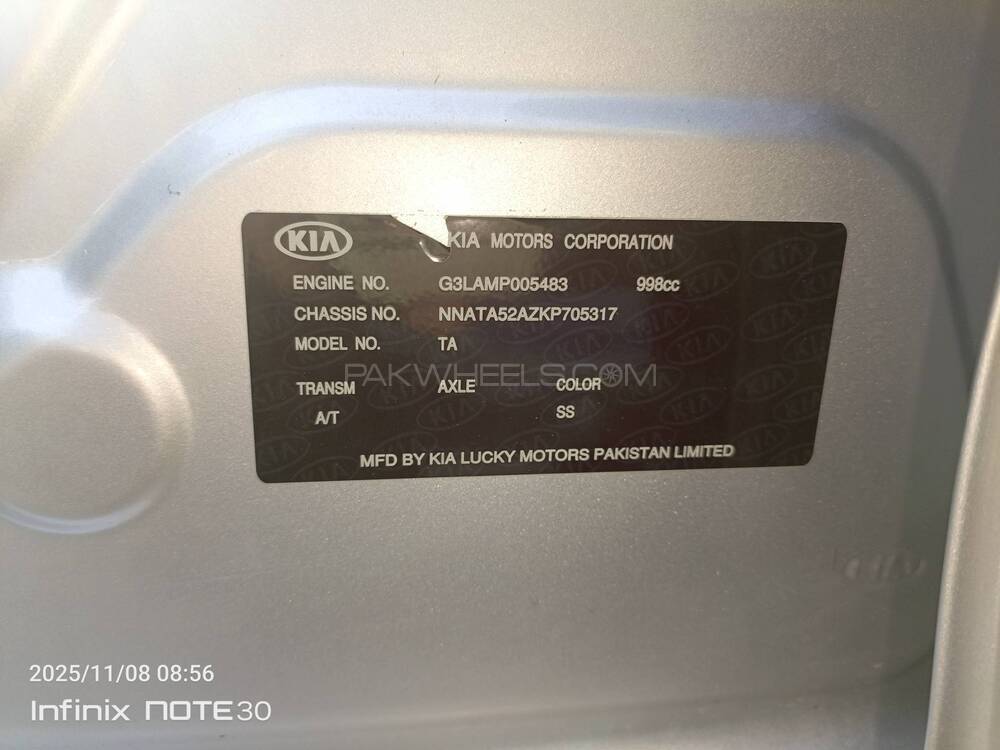 KIA KIA MOTORS CORPORATION
ENGINE NO. G3LAMP005483 998cc
CHASSIS NO. NNATA52AZKP705317
MODEL NO. TA
PAKWHEELS.COM
TRANSM AXLE COLOR
A/T SS
MFD BY KIA LUCKY MOTORS PAKISTAN LIMITED
2025/11/08 08:56
Infinix NOTE30